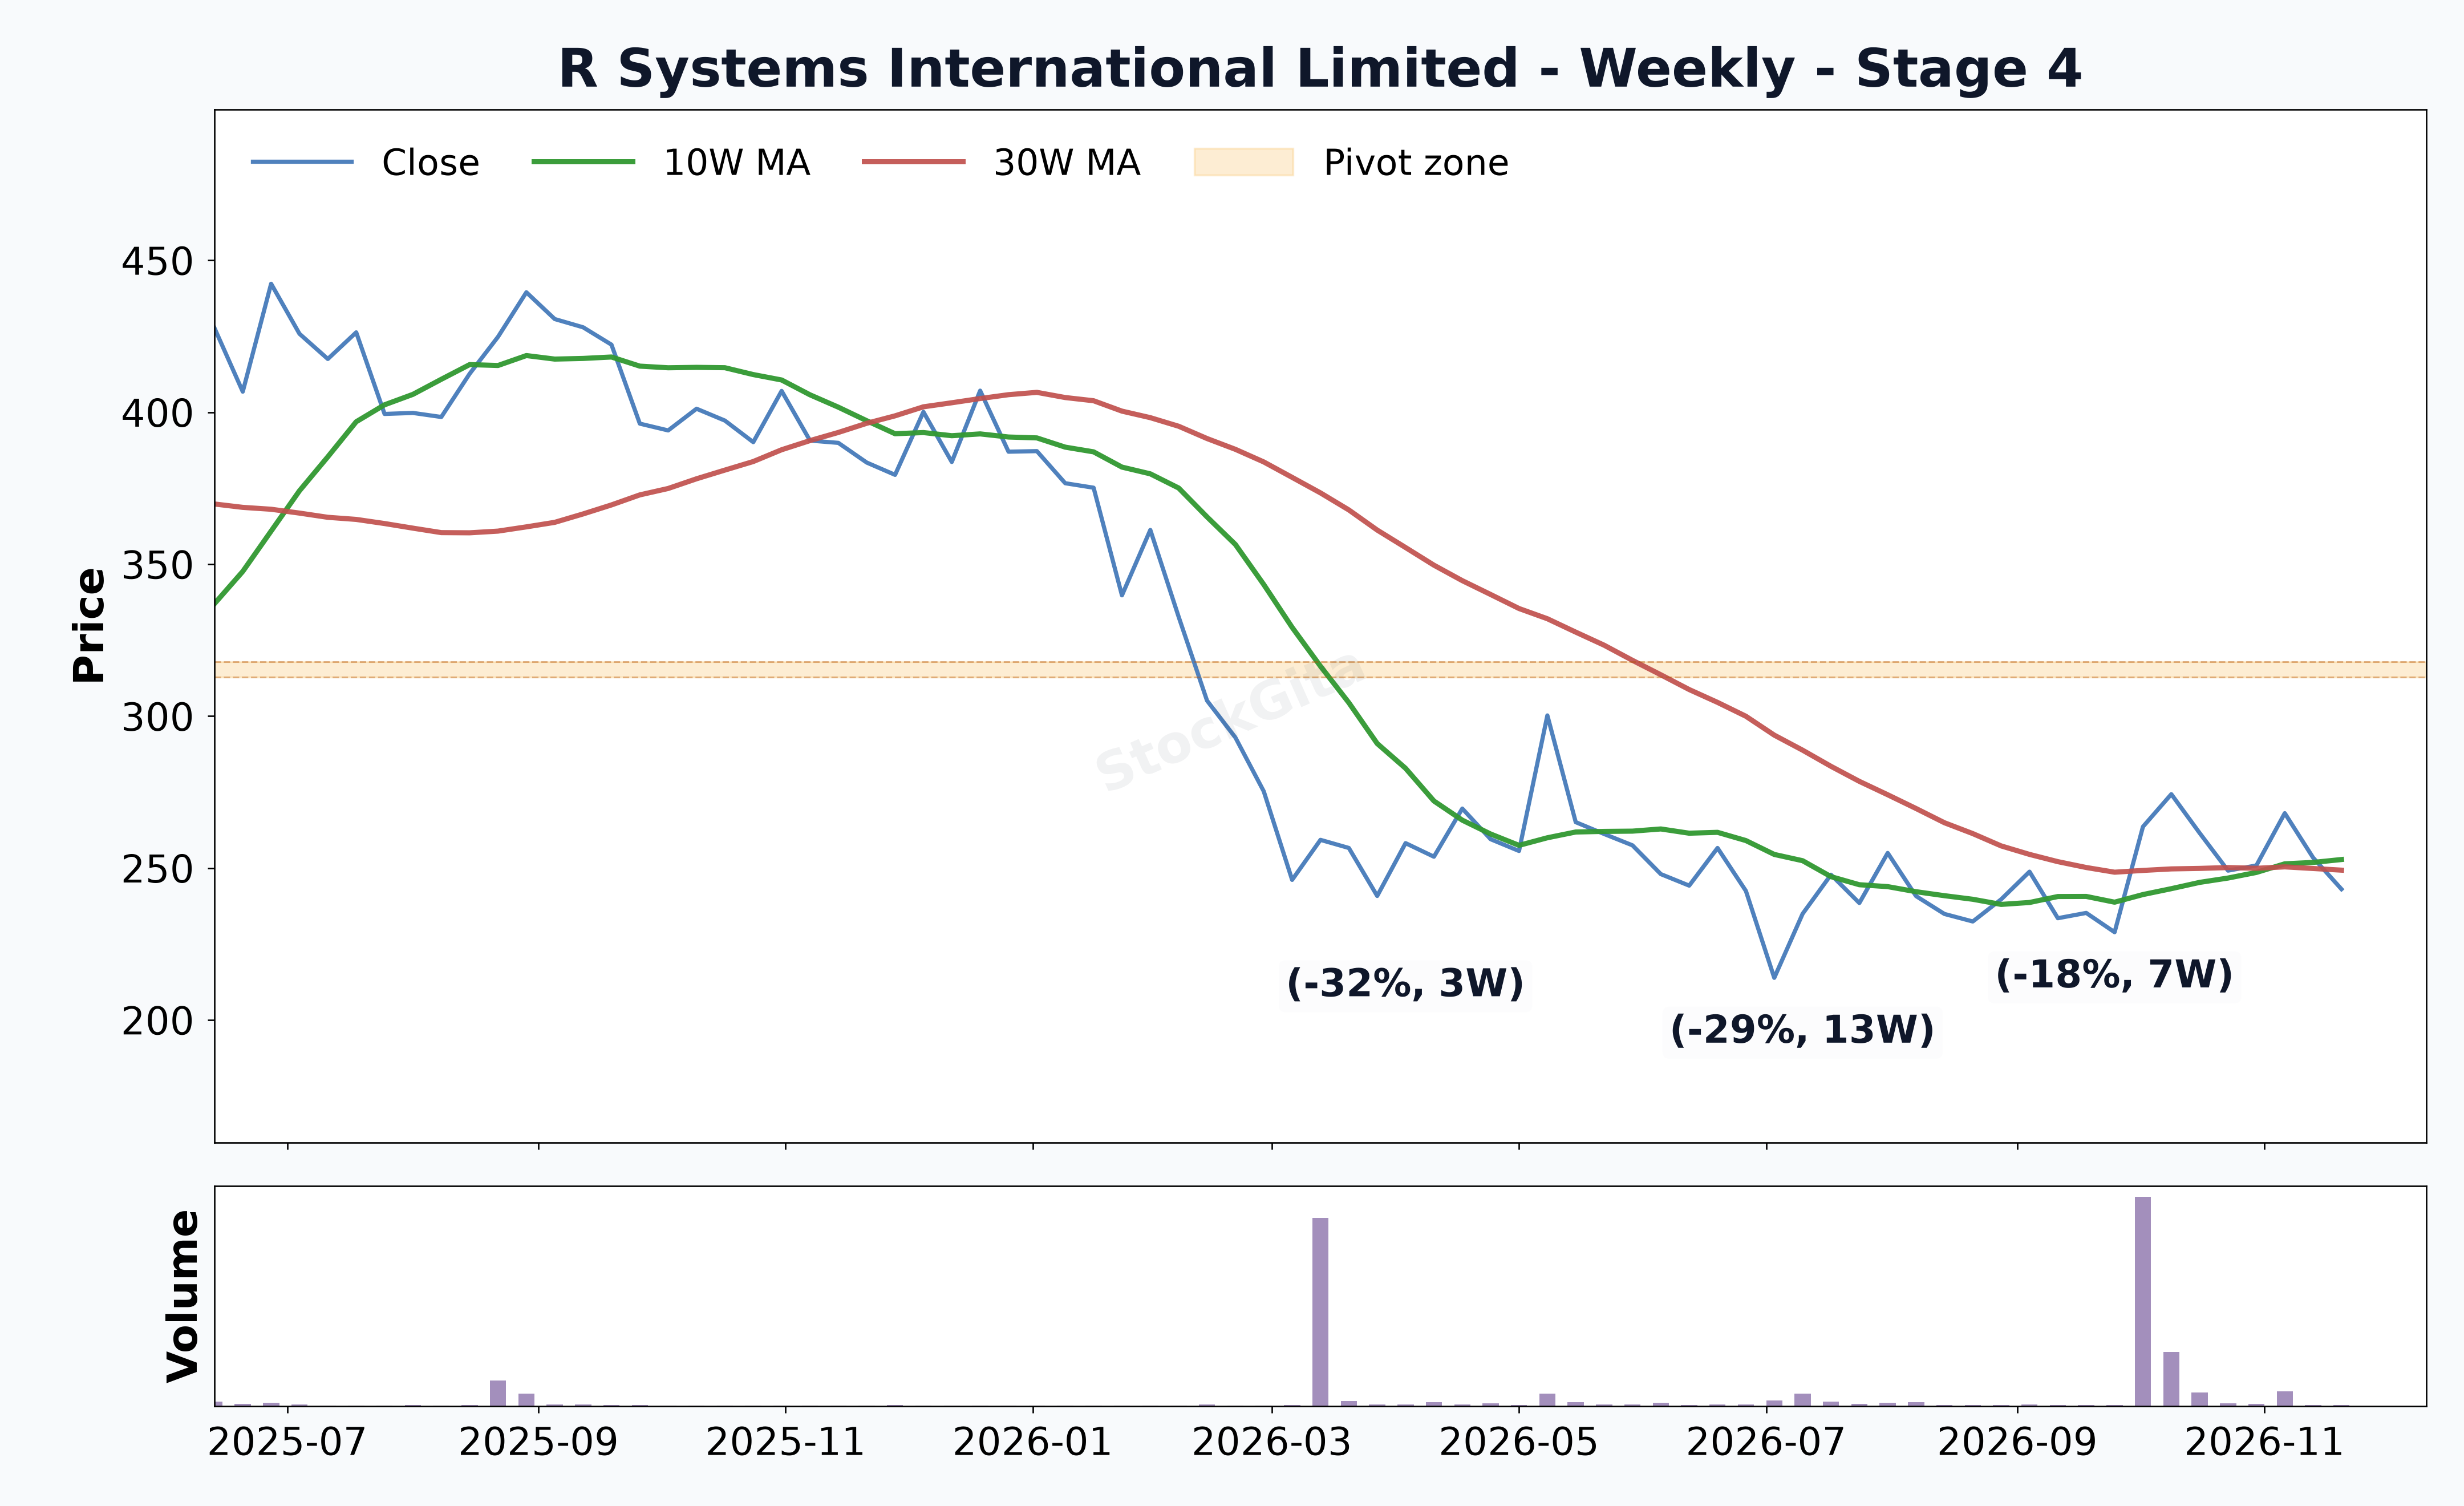 R Systems International Limited - Weekly - Stage 4
Close
10W MA
30W MA
Pivot zone
Price
450
400
350
300
250
200
StockGita
(-32%, 3W)
(-29%, 13W)
(-18%, 7W)
Volume
2025-07
2025-09
2025-11
2026-01
2026-03
2026-05
2026-07
2026-09
2026-11